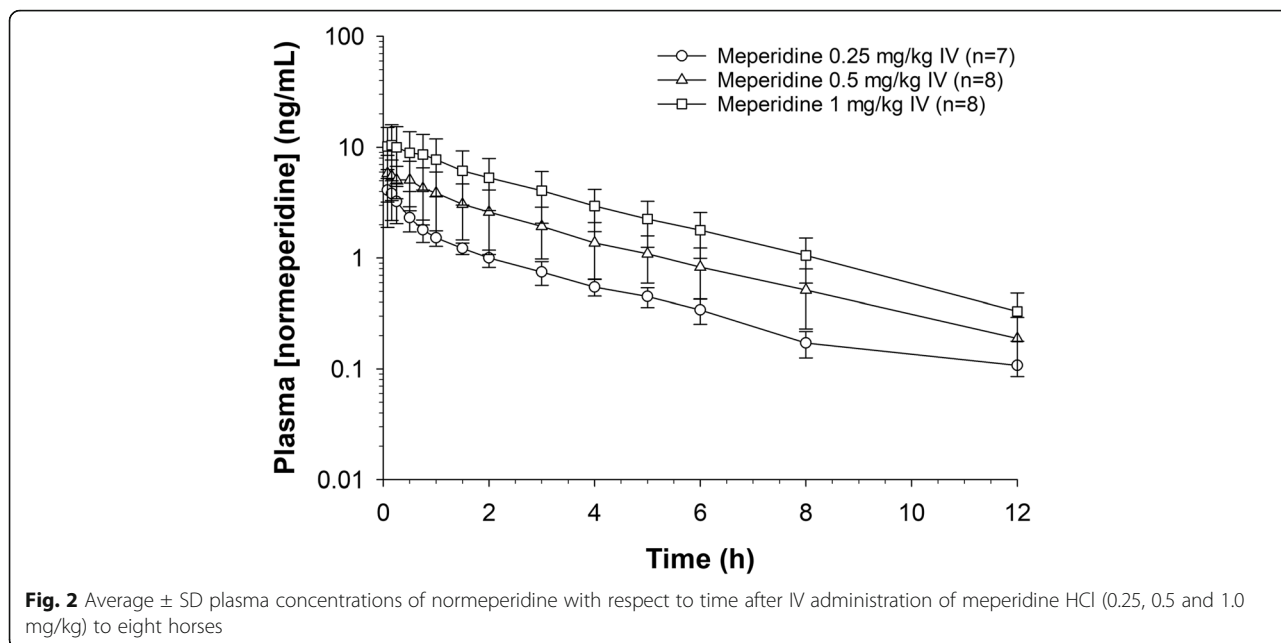 100
10
1
0.1
0.01
Plasma [normeperidine] (ng/mL)
Meperidine 0.25 mg/kg IV (n=7)
Meperidine 0.5 mg/kg IV (n=8)
Meperidine 1 mg/kg IV (n=8)
0 2 4 6 8 10 12
Time (h)
Fig. 2 Average ± SD plasma concentrations of normeperidine with respect to time after IV administration of meperidine HCl (0.25, 0.5 and 1.0
mg/kg) to eight horses